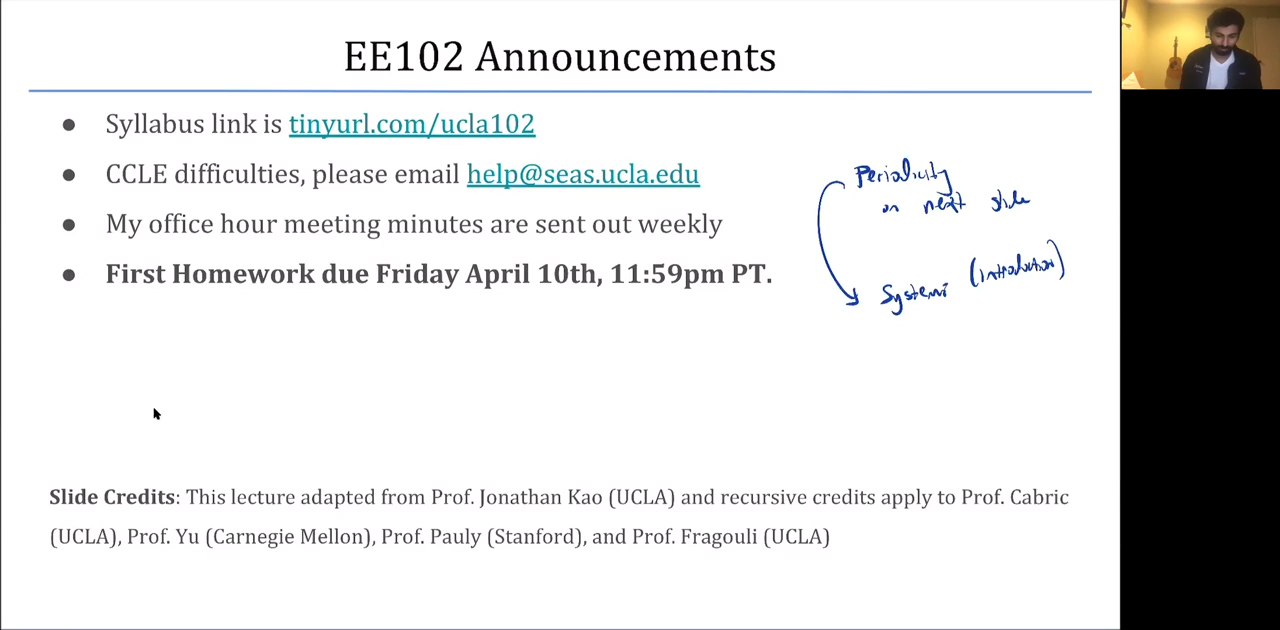 EE102 Announcements
● Syllabus link is tinyurl.com/ucla102
● CCLE difficulties, please email help@seas.ucla.edu
● My office hour meeting minutes are sent out weekly
● First Homework due Friday April 10th, 11:59pm PT.
Periodicity
on next slide
Systems (introduction)
Slide Credits: This lecture adapted from Prof. Jonathan Kao (UCLA) and recursive credits apply to Prof. Cabric
(UCLA), Prof. Yu (Carnegie Mellon), Prof. Pauly (Stanford), and Prof. Fragouli (UCLA)